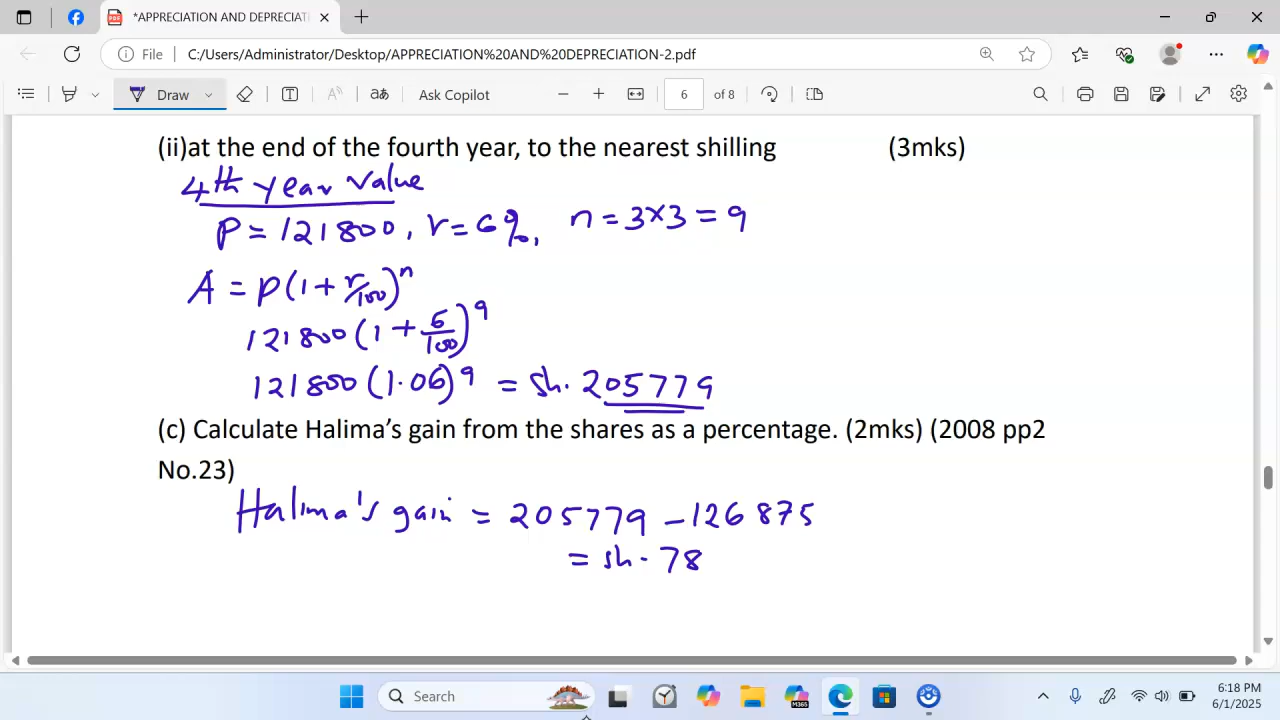 *APPRECIATION AND DEPRECIATI
File C:/Users/Administrator/Desktop/APPRECIATION%20AND%20DEPRECIATION-2.pdf
Draw Ask Copilot 6 of 8
(ii)at the end of the fourth year, to the nearest shilling (3mks)
4th year value
P = 121800, r = 6%, n = 3×3 = 9
A = P(1 + r/100)^n
121800(1 + 6/100)^9
121800(1.06)^9 = sh. 205779
(c) Calculate Halima's gain from the shares as a percentage. (2mks) (2008 pp2
No.23)
Halima's gain = 205779 - 126875
= sh. 78
Search 6:18 PM
6/1/2025